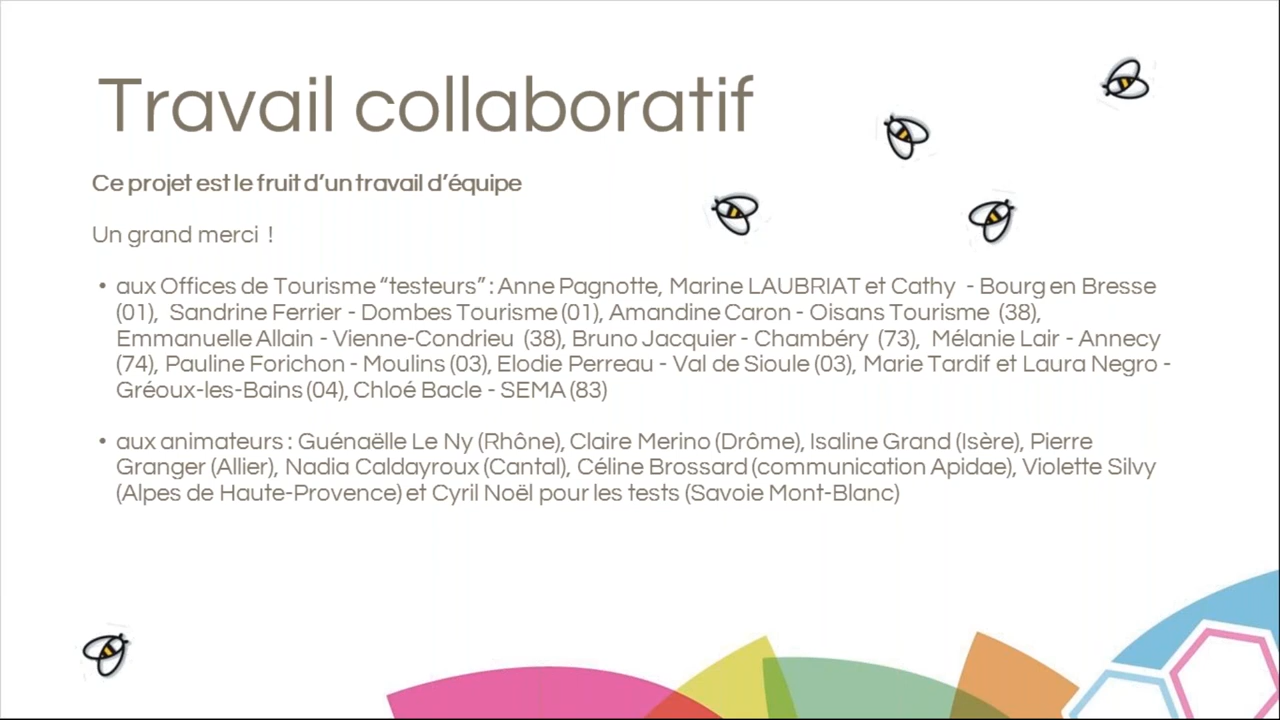 Travail collaboratif
Ce projet est le fruit d’un travail d’équipe
Un grand merci !
• aux Offices de Tourisme “testeurs” : Anne Pagnotte, Marine LAUBRIAT et Cathy - Bourg en Bresse
(01), Sandrine Ferrier - Dombes Tourisme (01), Amandine Caron - Oisans Tourisme (38),
Emmanuelle Allain - Vienne-Condrieu (38), Bruno Jacquier - Chambéry (73), Mélanie Lair - Annecy
(74), Pauline Forichon - Moulins (03), Elodie Perreau - Val de Sioule (03), Marie Tardif et Laura Negro -
Gréoux-les-Bains (04), Chloé Bacle - SEMA (83)
• aux animateurs : Guénaëlle Le Ny (Rhône), Claire Merino (Drôme), Isaline Grand (Isère), Pierre
Granger (Allier), Nadia Caldayroux (Cantal), Céline Brossard (communication Apidae), Violette Silvy
(Alpes de Haute-Provence) et Cyril Noël pour les tests (Savoie Mont-Blanc)